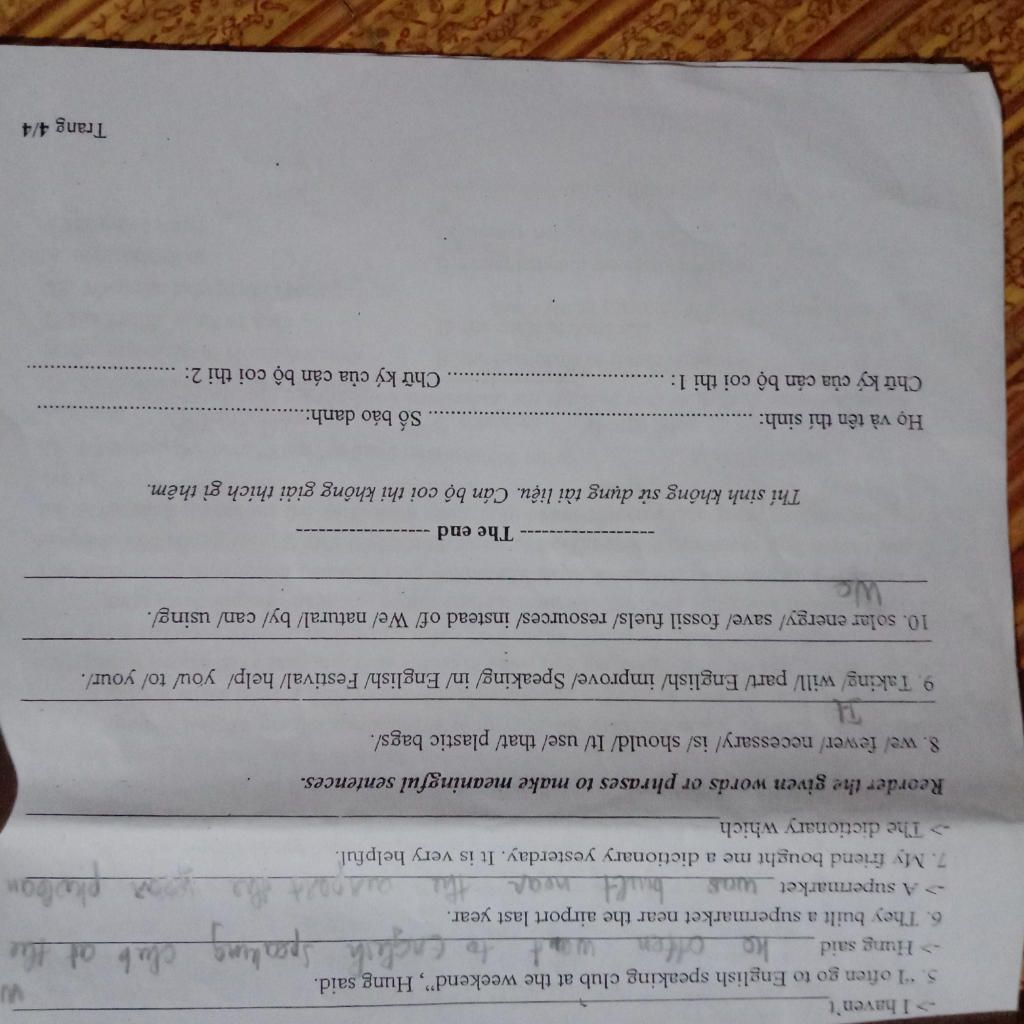 -> I haven't
5. "I often go to English speaking club at the weekend", Hung said.
-> Hung said he often went to English speaking club at the
6. They built a supermarket near the airport last year.
-> A supermarket was built near the airport the
7. My friend bought me a dictionary yesterday. It is very helpful.
-> The dictionary which
Reorder the given words or phrases to make meaningful sentences.
8. we/ fewer/ necessary/ is/ should/ It/ use/ that/ plastic bags/.
It
9. Taking/ will/ part/ English/ improve/ Speaking/ in/ English/ Festival/ help/ you/ to/ your/.
10. solar energy/ save/ fossil fuels/ resources/ instead of/ We/ natural/ by/ can/ using/.
We
-------------------- The end --------------------
Thí sinh không sử dụng tài liệu. Cán bộ coi thi không giải thích gì thêm.
Họ và tên thí sinh: ........................................ Số báo danh:........................................
Chữ ký của cán bộ coi thi 1: ........................................ Chữ ký của cán bộ coi thi 2: ........................
Trang 4/4